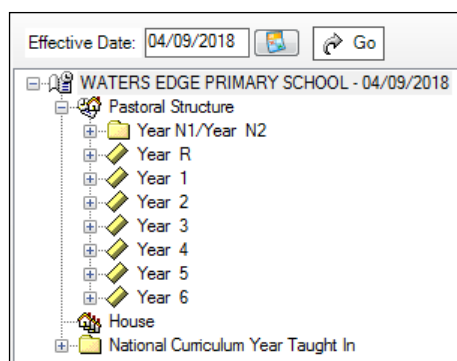 Effective Date: 04/09/2018 Go
WATERS EDGE PRIMARY SCHOOL - 04/09/2018
Pastoral Structure
Year N1/Year N2
Year R
Year 1
Year 2
Year 3
Year 4
Year 5
Year 6
House
National Curriculum Year Taught In